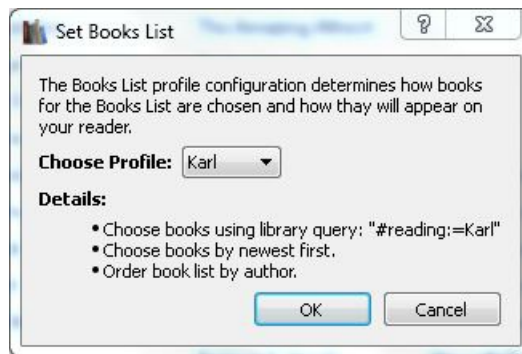 Set Books List
The Books List profile configuration determines how books
for the Books List are chosen and how thay will appear on
your reader.
Choose Profile: Karl
Details:
• Choose books using library query: "#reading:=Karl"
• Choose books by newest first.
• Order book list by author.
OK Cancel